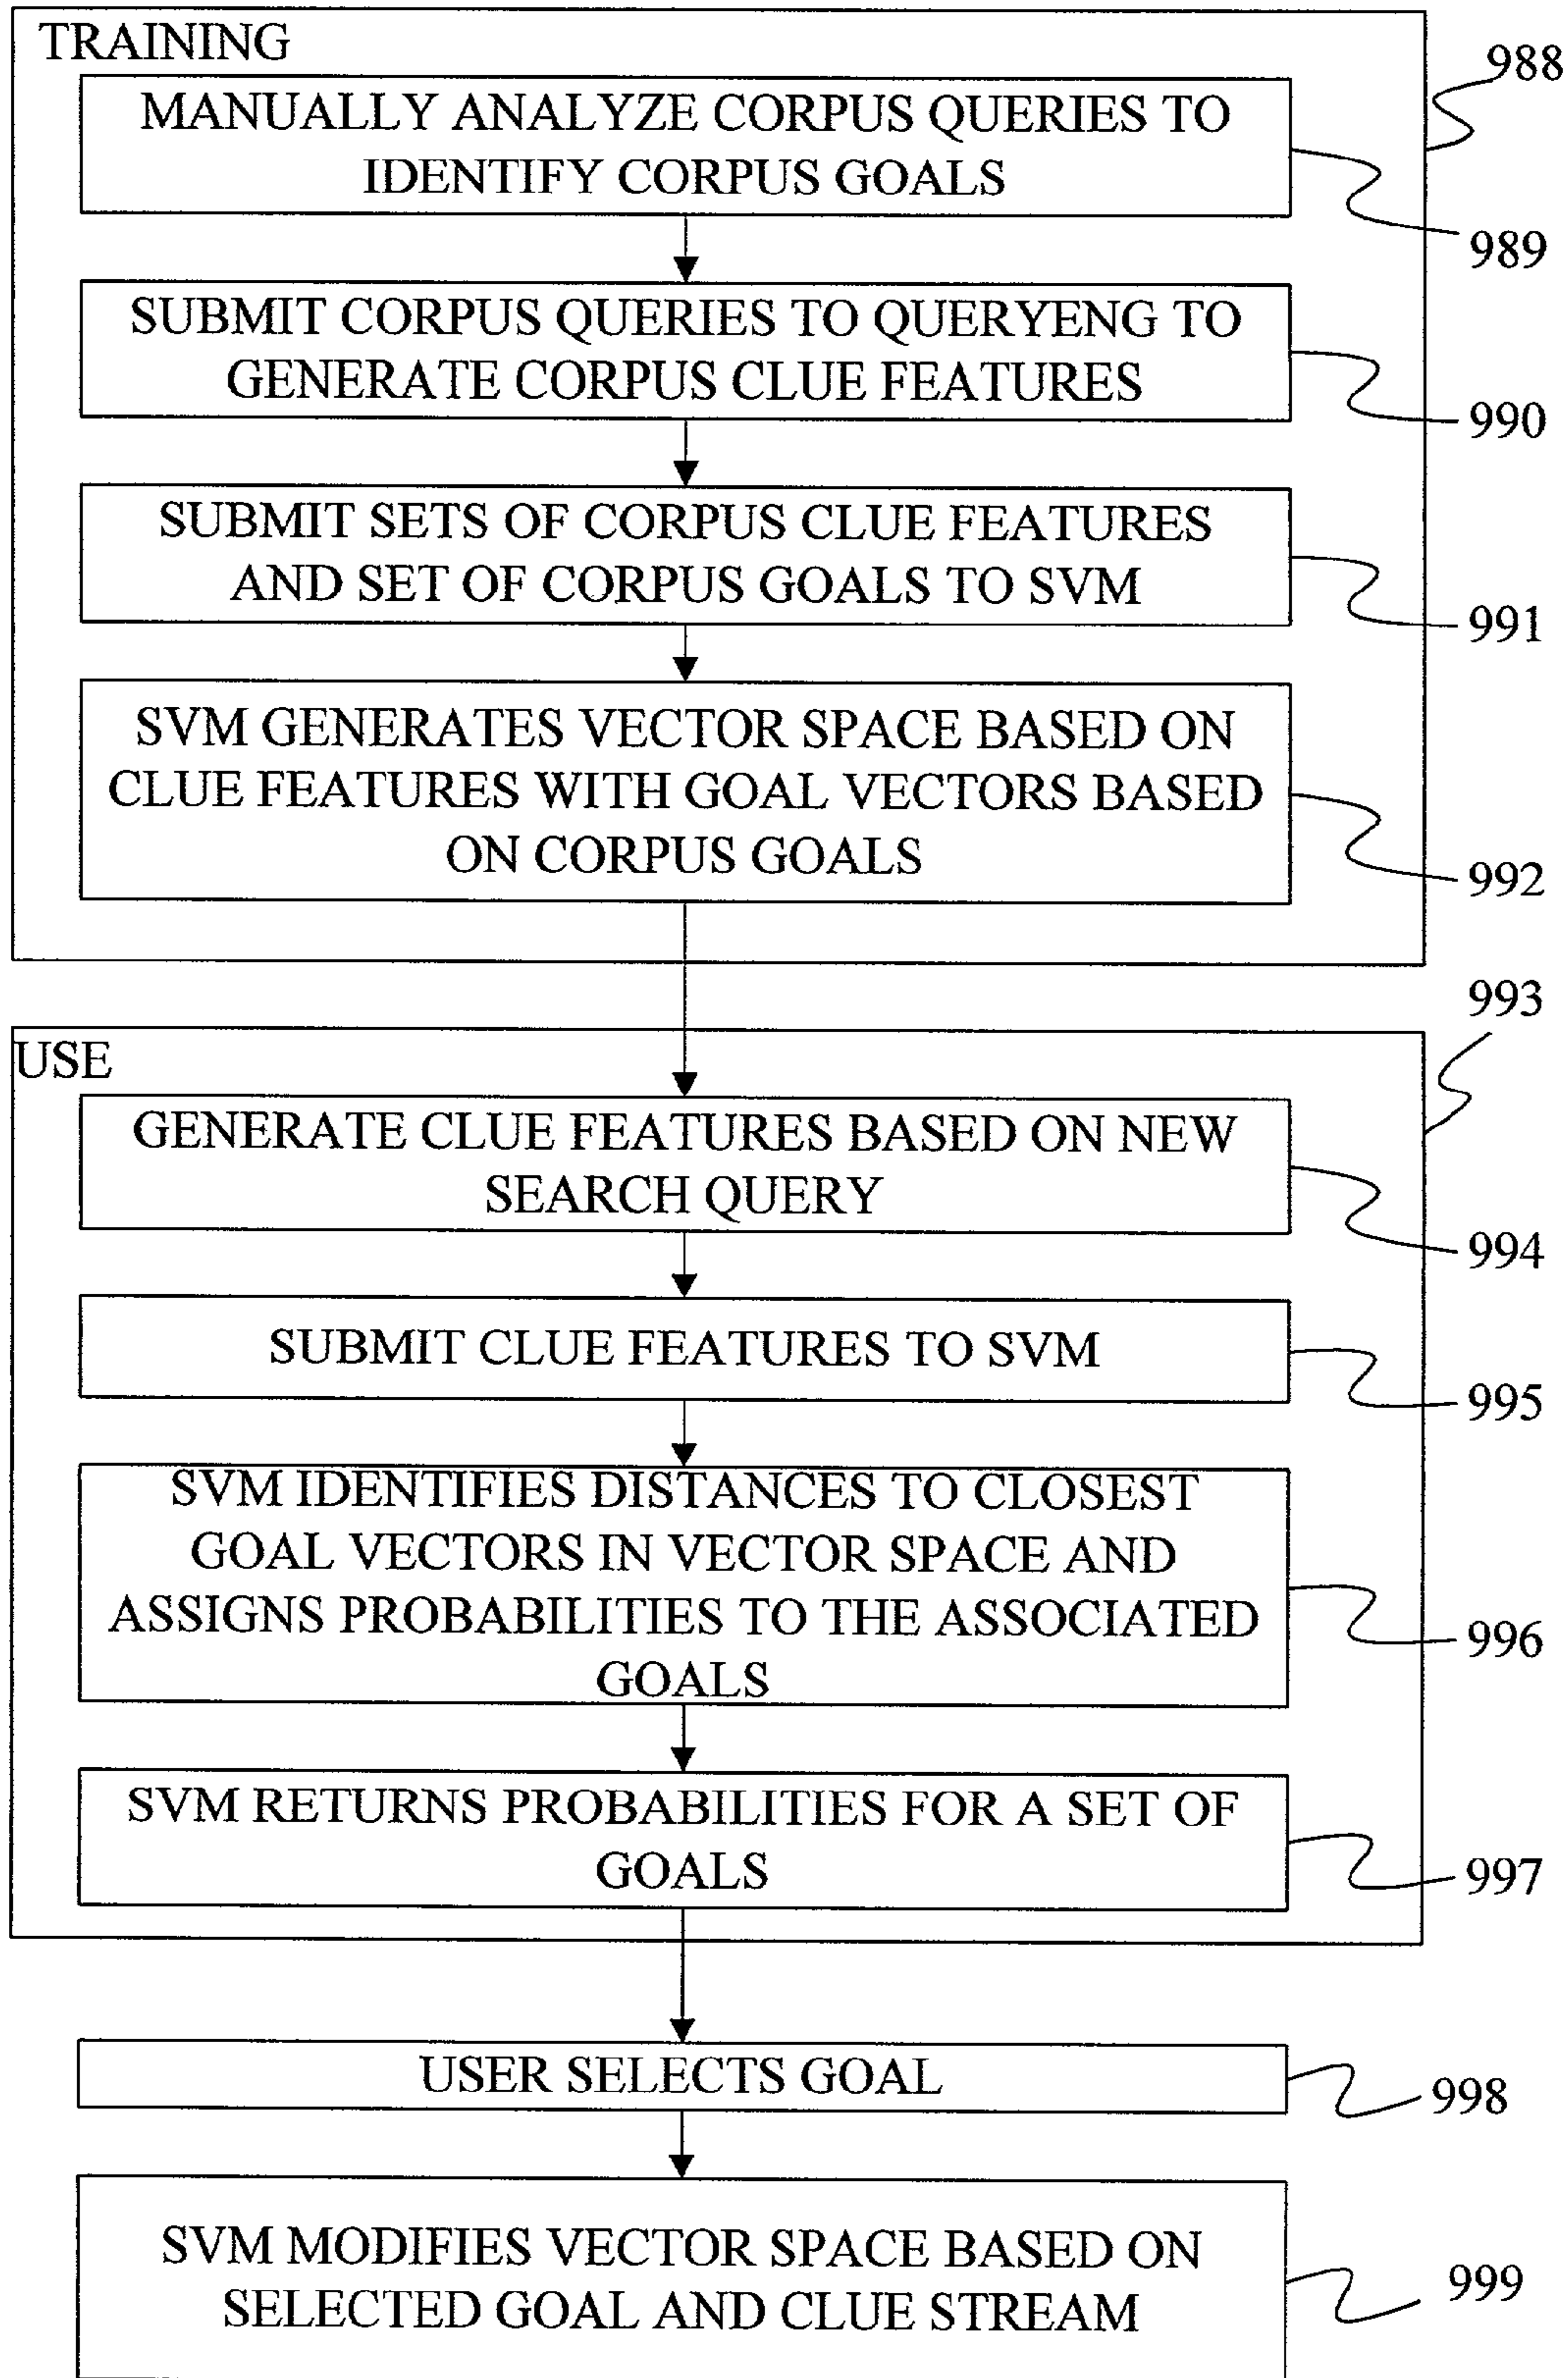 TRAINING
988
MANUALLY ANALYZE CORPUS QUERIES TO
IDENTIFY CORPUS GOALS
989
SUBMIT CORPUS QUERIES TO QUERYENG TO
GENERATE CORPUS CLUE FEATURES
990
SUBMIT SETS OF CORPUS CLUE FEATURES
AND SET OF CORPUS GOALS TO SVM
991
SVM GENERATES VECTOR SPACE BASED ON
CLUE FEATURES WITH GOAL VECTORS BASED
ON CORPUS GOALS
992
993
USE
GENERATE CLUE FEATURES BASED ON NEW
SEARCH QUERY
994
SUBMIT CLUE FEATURES TO SVM
995
SVM IDENTIFIES DISTANCES TO CLOSEST
GOAL VECTORS IN VECTOR SPACE AND
ASSIGNS PROBABILITIES TO THE ASSOCIATED
GOALS
996
SVM RETURNS PROBABILITIES FOR A SET OF
GOALS
997
USER SELECTS GOAL
998
SVM MODIFIES VECTOR SPACE BASED ON
SELECTED GOAL AND CLUE STREAM
999